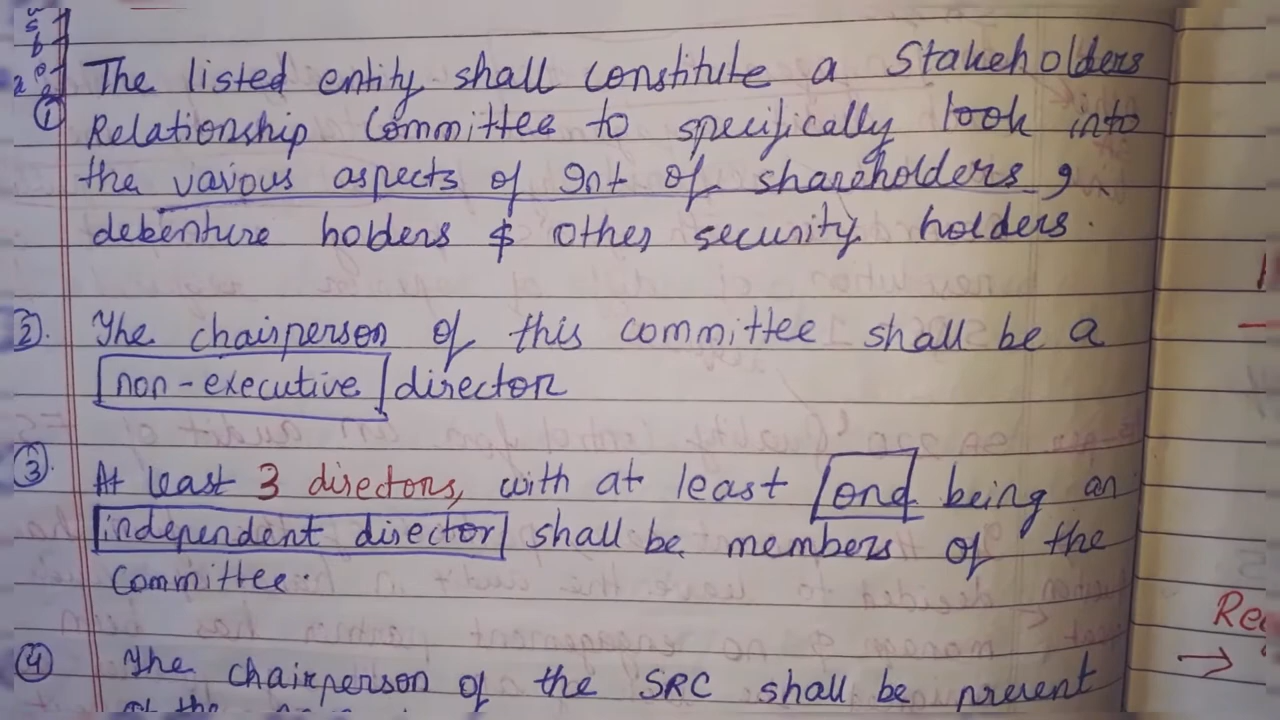 ① The listed entity shall constitute a Stakeholders
Relationship Committee to specifically look into
the various aspects of Int of shareholders,
debenture holders & other security holders.
②. The chairperson of this committee shall be a
non-executive director
③. At least 3 directors, with at least one being an
independent director shall be members of the
committee.
④ The chairperson of the SRC shall be present
at the